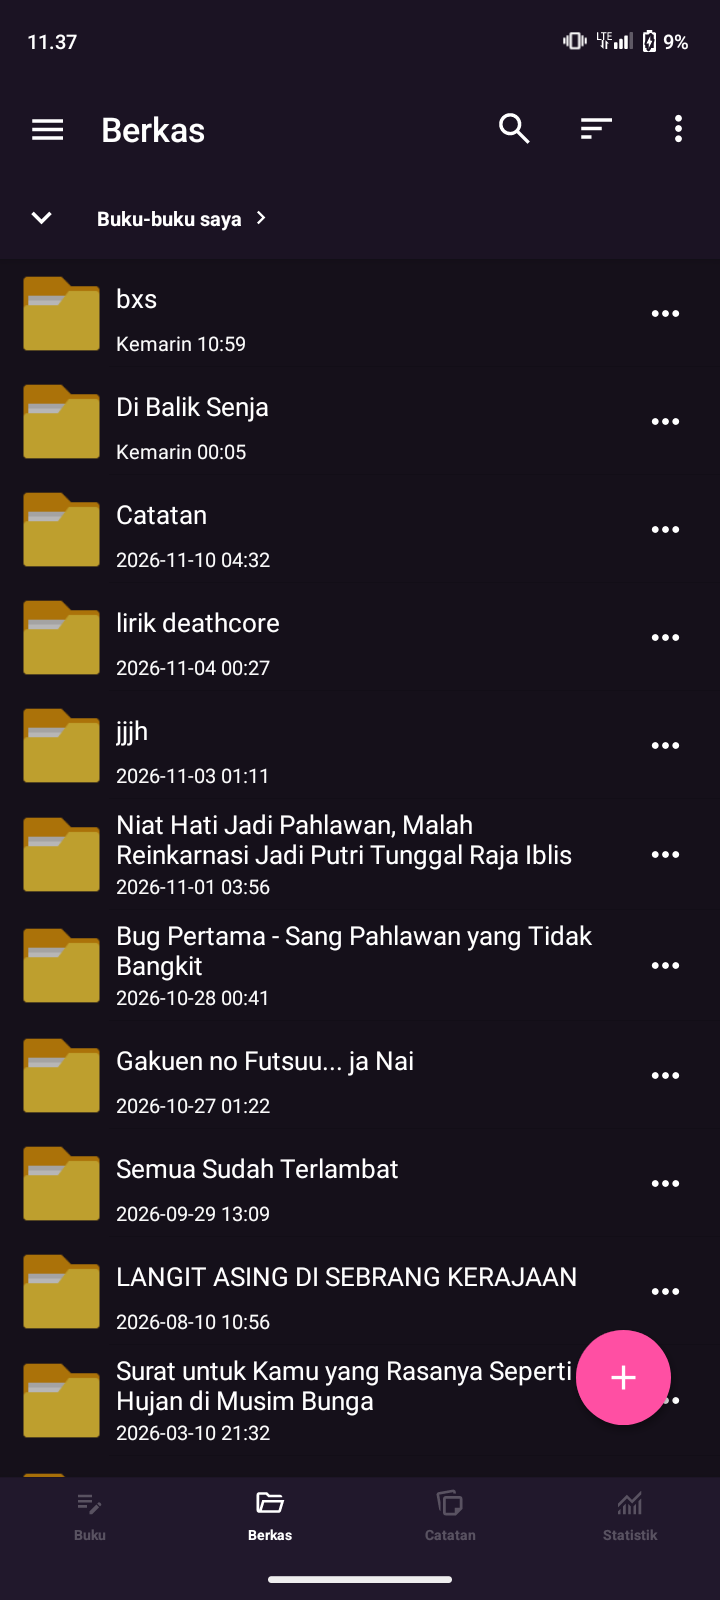 11.37
LTE
9%
Berkas
Buku-buku saya
bxs
Kemarin 10:59
Di Balik Senja
Kemarin 00:05
Catatan
2026-11-10 04:32
lirik deathcore
2026-11-04 00:27
jjjh
2026-11-03 01:11
Niat Hati Jadi Pahlawan, Malah
Reinkarnasi Jadi Putri Tunggal Raja Iblis
2026-11-01 03:56
Bug Pertama - Sang Pahlawan yang Tidak
Bangkit
2026-10-28 00:41
Gakuen no Futsuu... ja Nai
2026-10-27 01:22
Semua Sudah Terlambat
2026-09-29 13:09
LANGIT ASING DI SEBRANG KERAJAAN
2026-08-10 10:56
Surat untuk Kamu yang Rasanya Seperti
Hujan di Musim Bunga
2026-03-10 21:32
Buku
Berkas
Catatan
Statistik